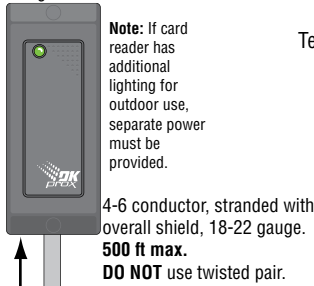 Note: If card
reader has
additional
lighting for
outdoor use,
separate power
must be
provided.
Te
DK
prox
4-6 conductor, stranded with
overall shield, 18-22 gauge.
500 ft max.
DO NOT use twisted pair.